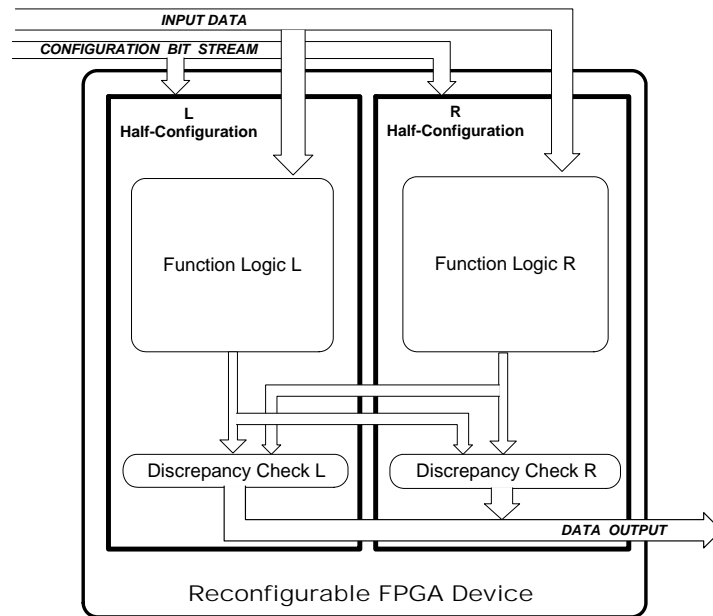 INPUT DATA
CONFIGURATION BIT STREAM
L
Half-Configuration
R
Half-Configuration
Function Logic L
Function Logic R
Discrepancy Check L
Discrepancy Check R
DATA OUTPUT
Reconfigurable FPGA Device